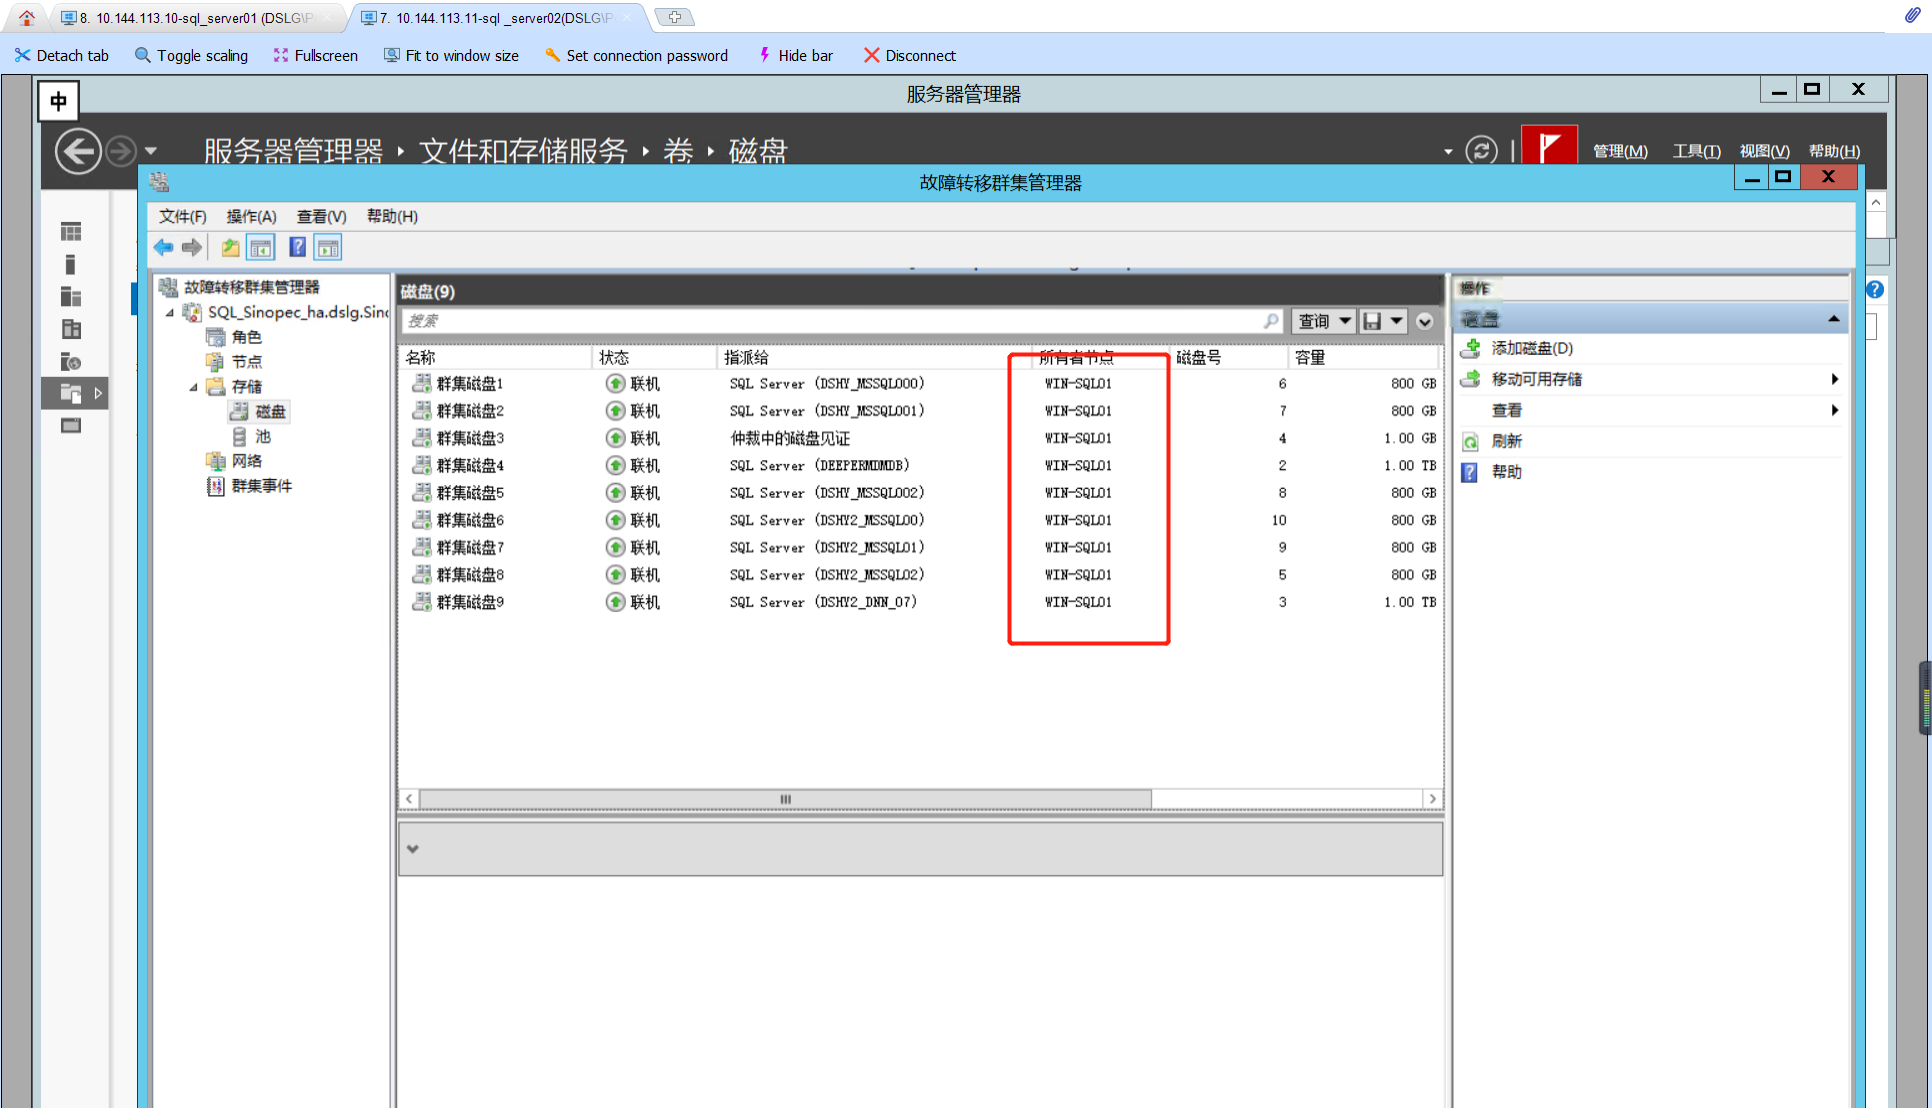 8. 10.144.113.10-sql_server01 (DSLG\P
7. 10.144.113.11-sql _server02(DSLG\P
Detach tab
Toggle scaling
Fullscreen
Fit to window size
Set connection password
Hide bar
Disconnect
中
服务器管理器
服务器管理器 ‣ 文件和存储服务 ‣ 卷 ‣ 磁盘
管理(M)
工具(T)
视图(V)
帮助(H)
故障转移群集管理器
文件(F)
操作(A)
查看(V)
帮助(H)
故障转移群集管理器
SQL_Sinopec_ha.dslg.Sin
角色
节点
存储
磁盘
池
网络
群集事件
磁盘(9)
搜索
查询
名称 状态 指派给 所有者节点 磁盘号 容量
群集磁盘1 联机 SQL Server (DSHY_MSSQL000) WIN-SQL01 6 800 GB
群集磁盘2 联机 SQL Server (DSHY_MSSQL001) WIN-SQL01 7 800 GB
群集磁盘3 联机 仲裁中的磁盘见证 WIN-SQL01 4 1.00 GB
群集磁盘4 联机 SQL Server (DEEPERMDMDB) WIN-SQL01 2 1.00 TB
群集磁盘5 联机 SQL Server (DSHY_MSSQL002) WIN-SQL01 8 800 GB
群集磁盘6 联机 SQL Server (DSHY2_MSSQL00) WIN-SQL01 10 800 GB
群集磁盘7 联机 SQL Server (DSHY2_MSSQL01) WIN-SQL01 9 800 GB
群集磁盘8 联机 SQL Server (DSHY2_MSSQL02) WIN-SQL01 5 800 GB
群集磁盘9 联机 SQL Server (DSHY2_DNN_07) WIN-SQL01 3 1.00 TB
操作
磁盘
添加磁盘(D)
移动可用存储
查看
刷新
帮助